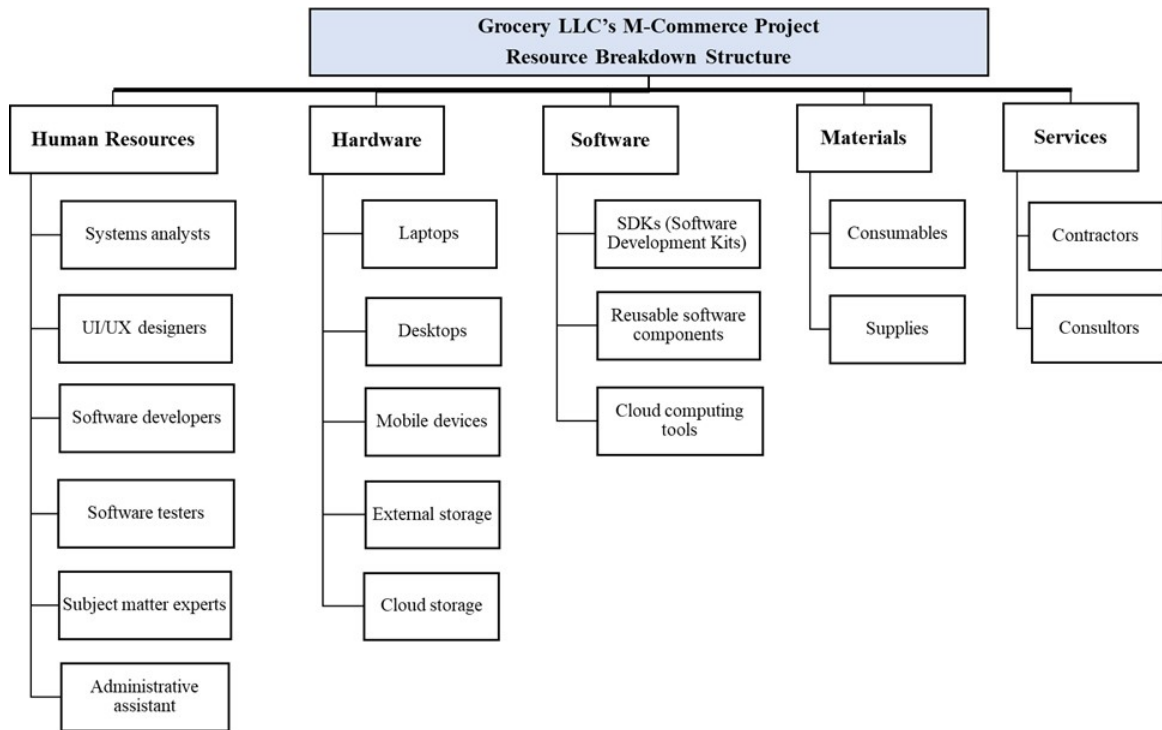 Grocery LLC’s M-Commerce Project
Resource Breakdown Structure
Human Resources
Hardware
Software
Materials
Services
Systems analysts
UI/UX designers
Software developers
Software testers
Subject matter experts
Administrative
assistant
Laptops
Desktops
Mobile devices
External storage
Cloud storage
SDKs (Software
Development Kits)
Reusable software
components
Cloud computing
tools
Consumables
Supplies
Contractors
Consultors